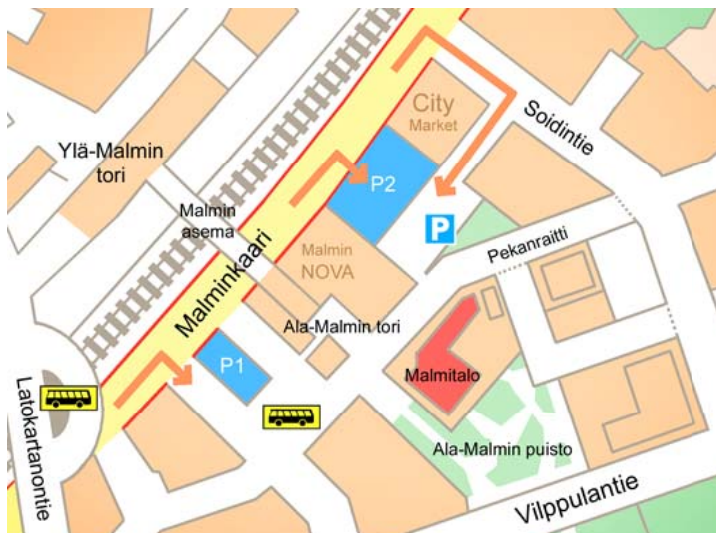 City
Market
Soidintie
Ylä-Malmin
tori
P2
Malmin
asema
P
Malmin
NOVA
Pekanraitti
Malminkaari
Ala-Malmin tori
P1
Malmitalo
Latokartanontie
Ala-Malmin puisto
Vilppulantie